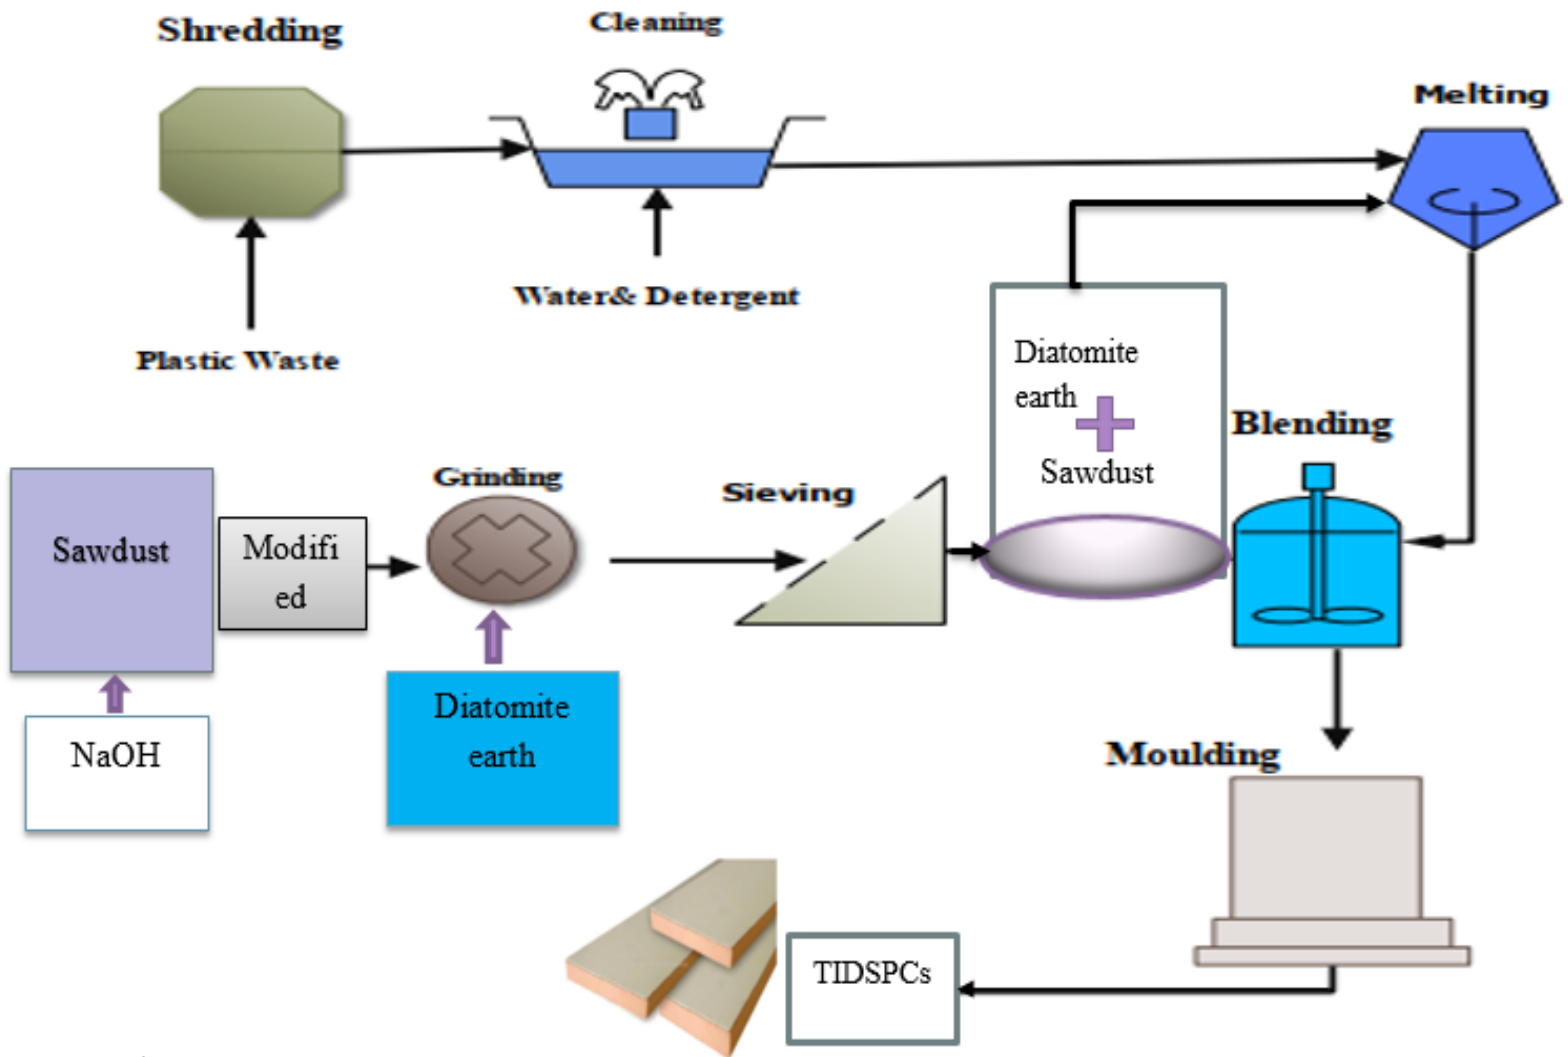 Shredding
Cleaning
Melting
Water& Detergent
Plastic Waste
Diatomite
earth
Sawdust
Blending
Grinding
Sieving
Sawdust
Modifi
ed
NaOH
Diatomite
earth
Moulding
TIDSPCs